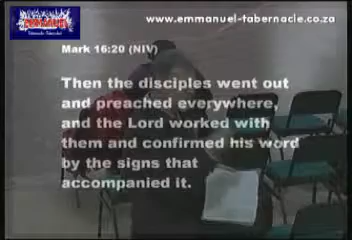 www.emmanuel-tabernacle.co.za
EMMANUEL
Mark 16:20 (NIV)
Then the disciples went out
and preached everywhere,
and the Lord worked with
them and confirmed his word
by the signs that
accompanied it.